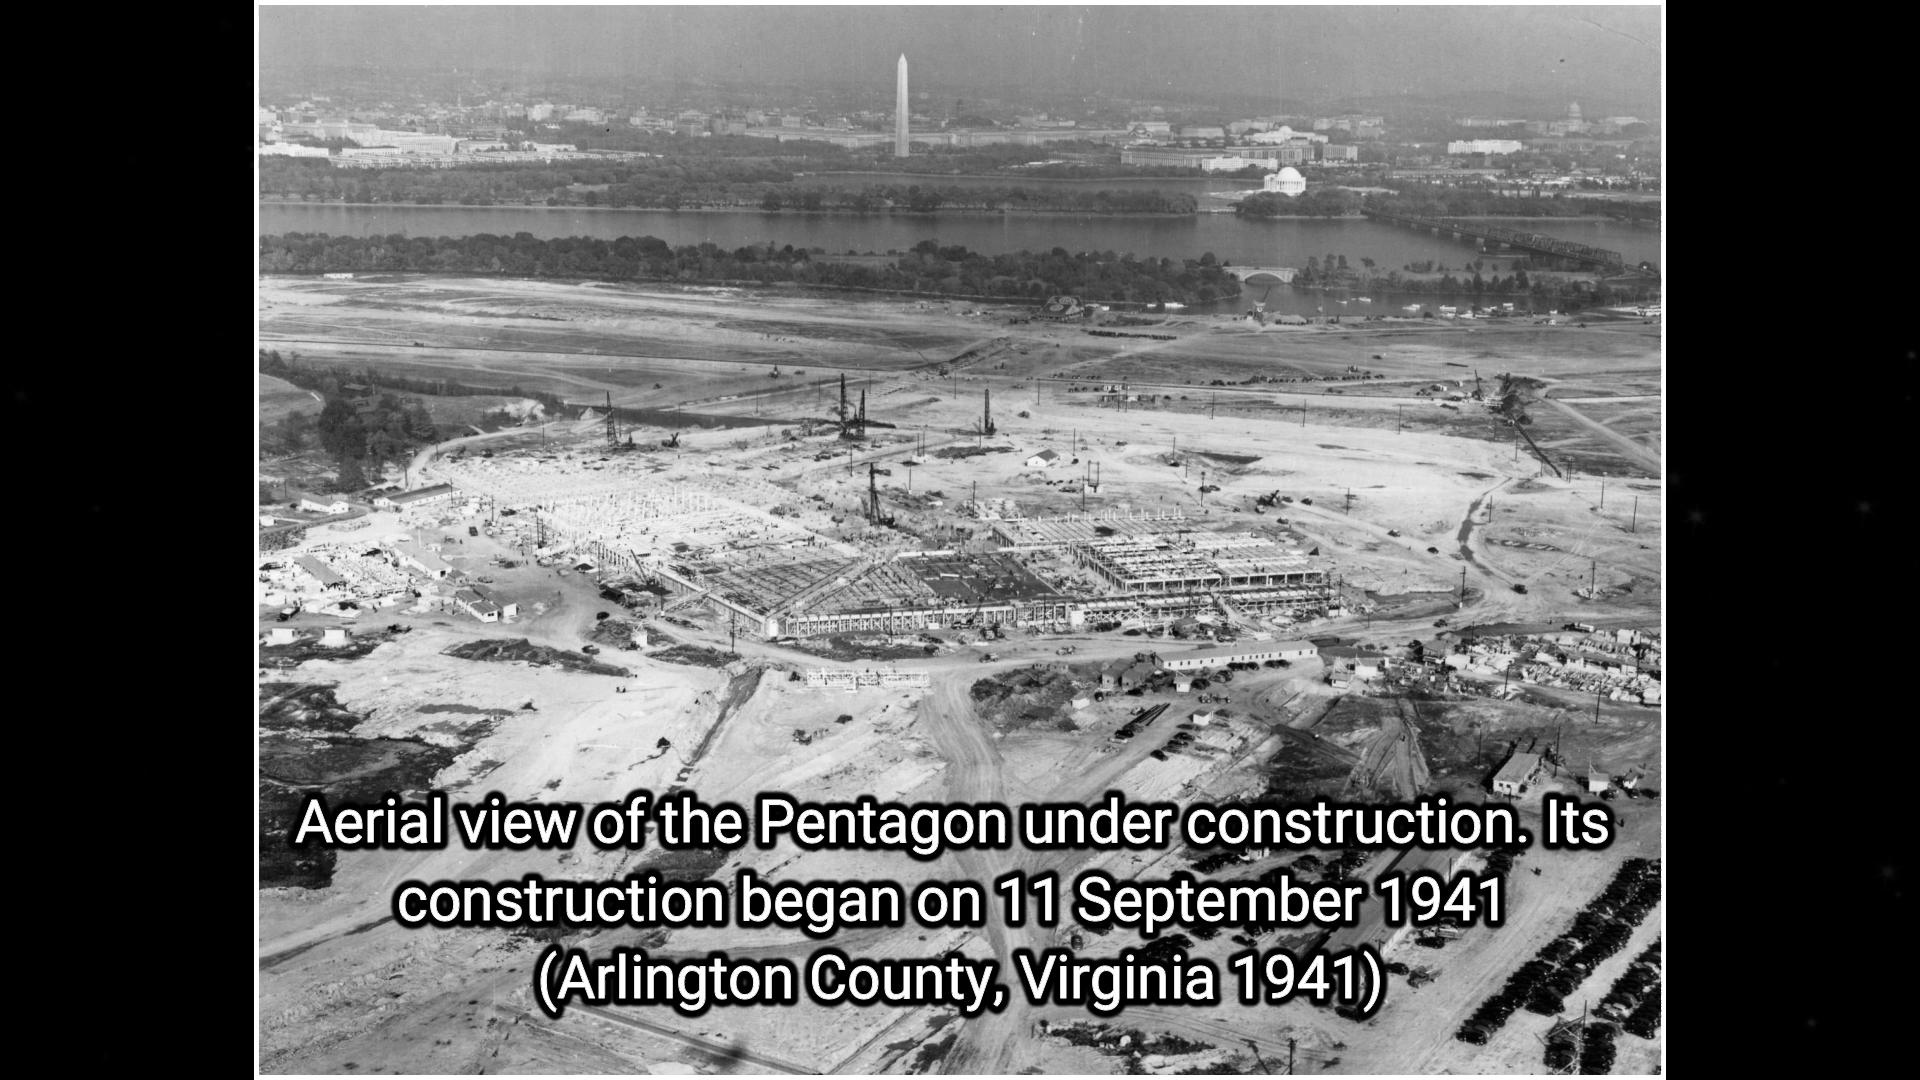 Aerial view of the Pentagon under construction. Its
construction began on 11 September 1941
(Arlington County, Virginia 1941)